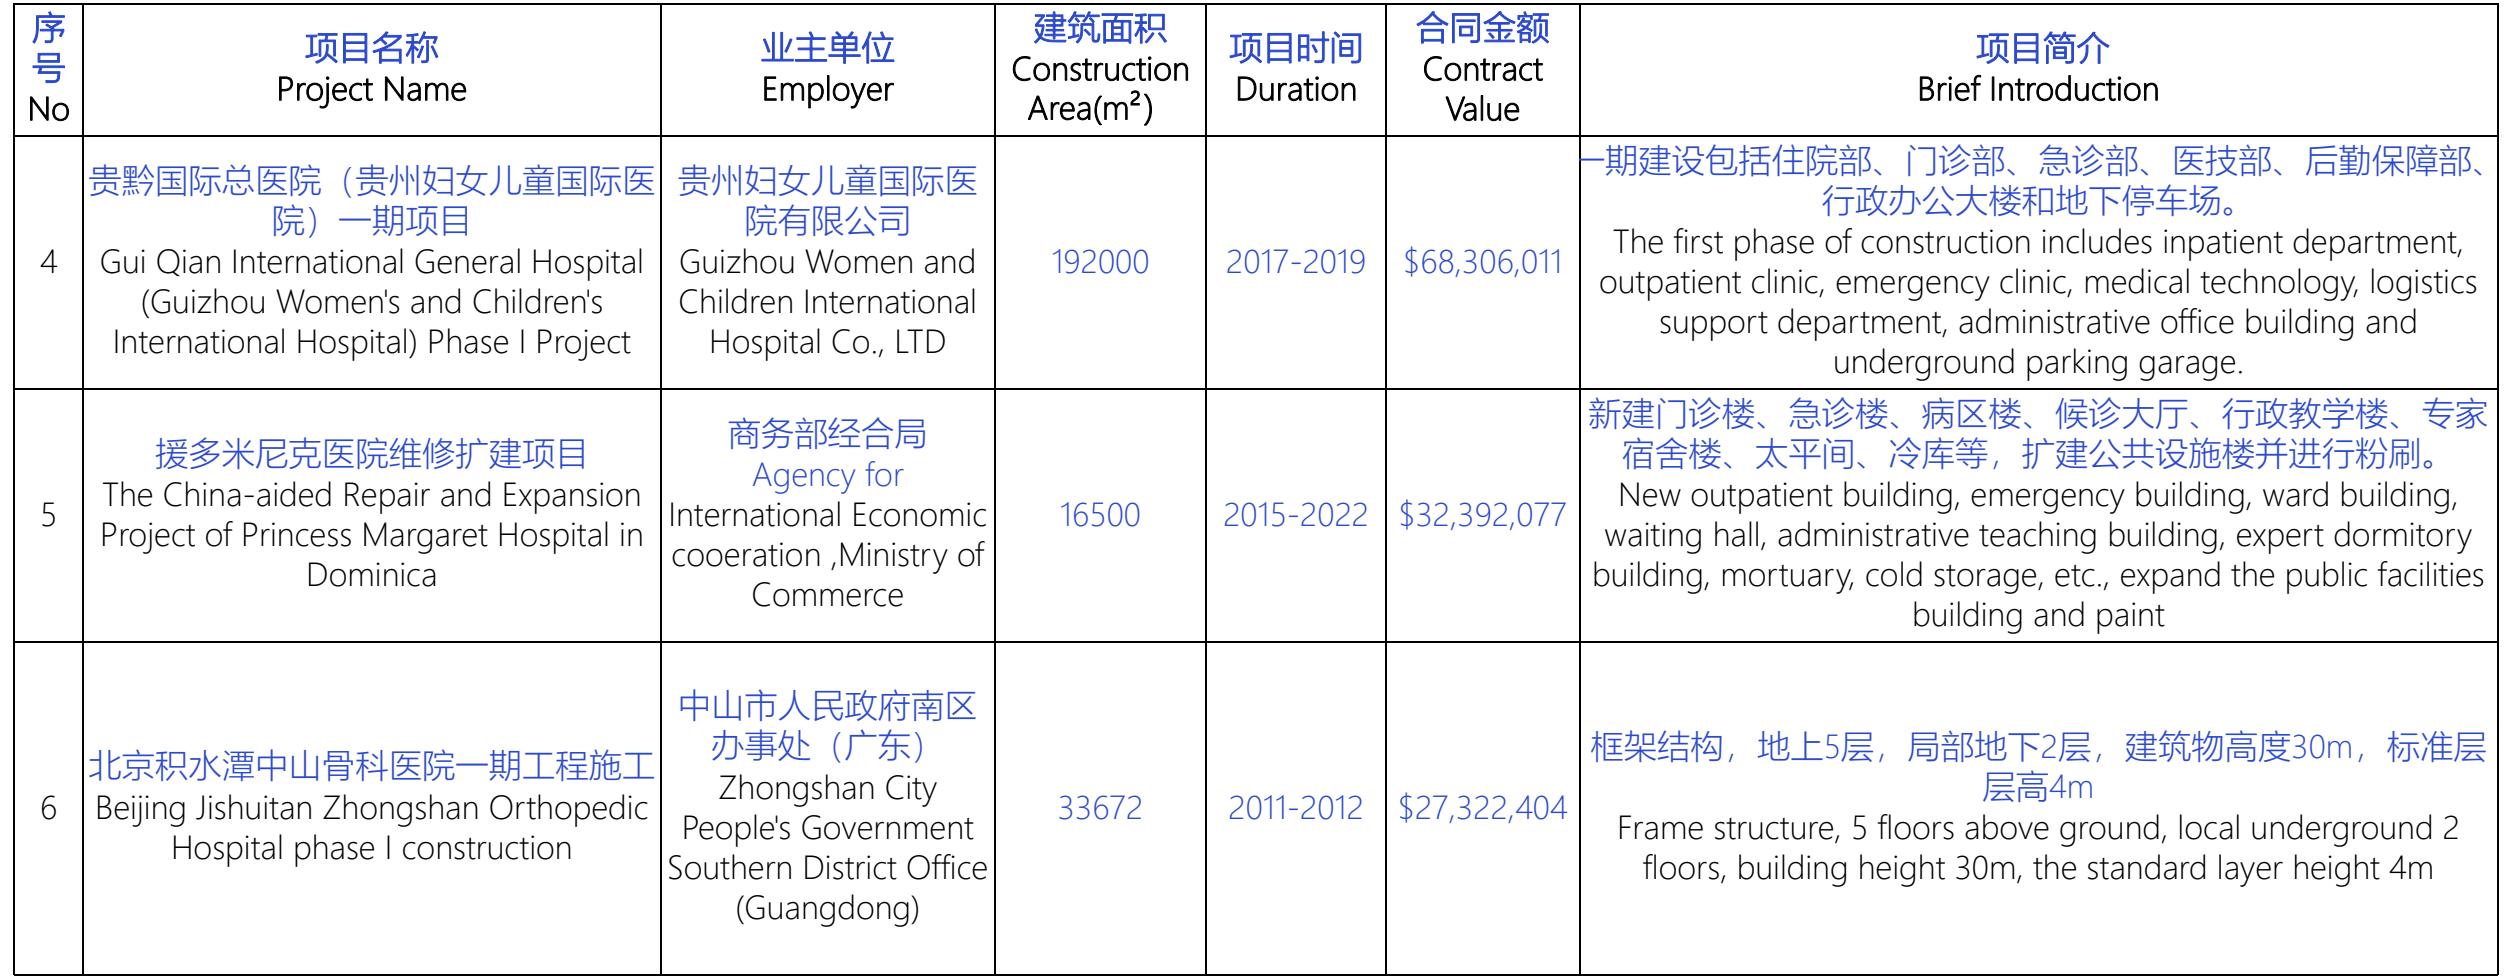 序
号
No
项目名称
Project Name
业主单位
Employer
建筑面积
Construction
Area(m²)
项目时间
Duration
合同金额
Contract
Value
项目简介
Brief Introduction
4
贵黔国际总医院（贵州妇女儿童国际医
院）一期项目
Gui Qian International General Hospital
(Guizhou Women's and Children's
International Hospital) Phase I Project
贵州妇女儿童国际医
院有限公司
Guizhou Women and
Children International
Hospital Co., LTD
192000
2017-2019
$68,306,011
一期建设包括住院部、门诊部、急诊部、医技部、后勤保障部、
行政办公大楼和地下停车场。
The first phase of construction includes inpatient department,
outpatient clinic, emergency clinic, medical technology, logistics
support department, administrative office building and
underground parking garage.
5
援多米尼克医院维修扩建项目
The China-aided Repair and Expansion
Project of Princess Margaret Hospital in
Dominica
商务部经合局
Agency for
International Economic
cooeration ,Ministry of
Commerce
16500
2015-2022
$32,392,077
新建门诊楼、急诊楼、病区楼、候诊大厅、行政教学楼、专家
宿舍楼、太平间、冷库等，扩建公共设施楼并进行粉刷。
New outpatient building, emergency building, ward building,
waiting hall, administrative teaching building, expert dormitory
building, mortuary, cold storage, etc., expand the public facilities
building and paint
6
北京积水潭中山骨科医院一期工程施工
Beijing Jishuitan Zhongshan Orthopedic
Hospital phase I construction
中山市人民政府南区
办事处（广东）
Zhongshan City
People's Government
Southern District Office
(Guangdong)
33672
2011-2012
$27,322,404
框架结构，地上5层，局部地下2层，建筑物高度30m，标准层
层高4m
Frame structure, 5 floors above ground, local underground 2
floors, building height 30m, the standard layer height 4m